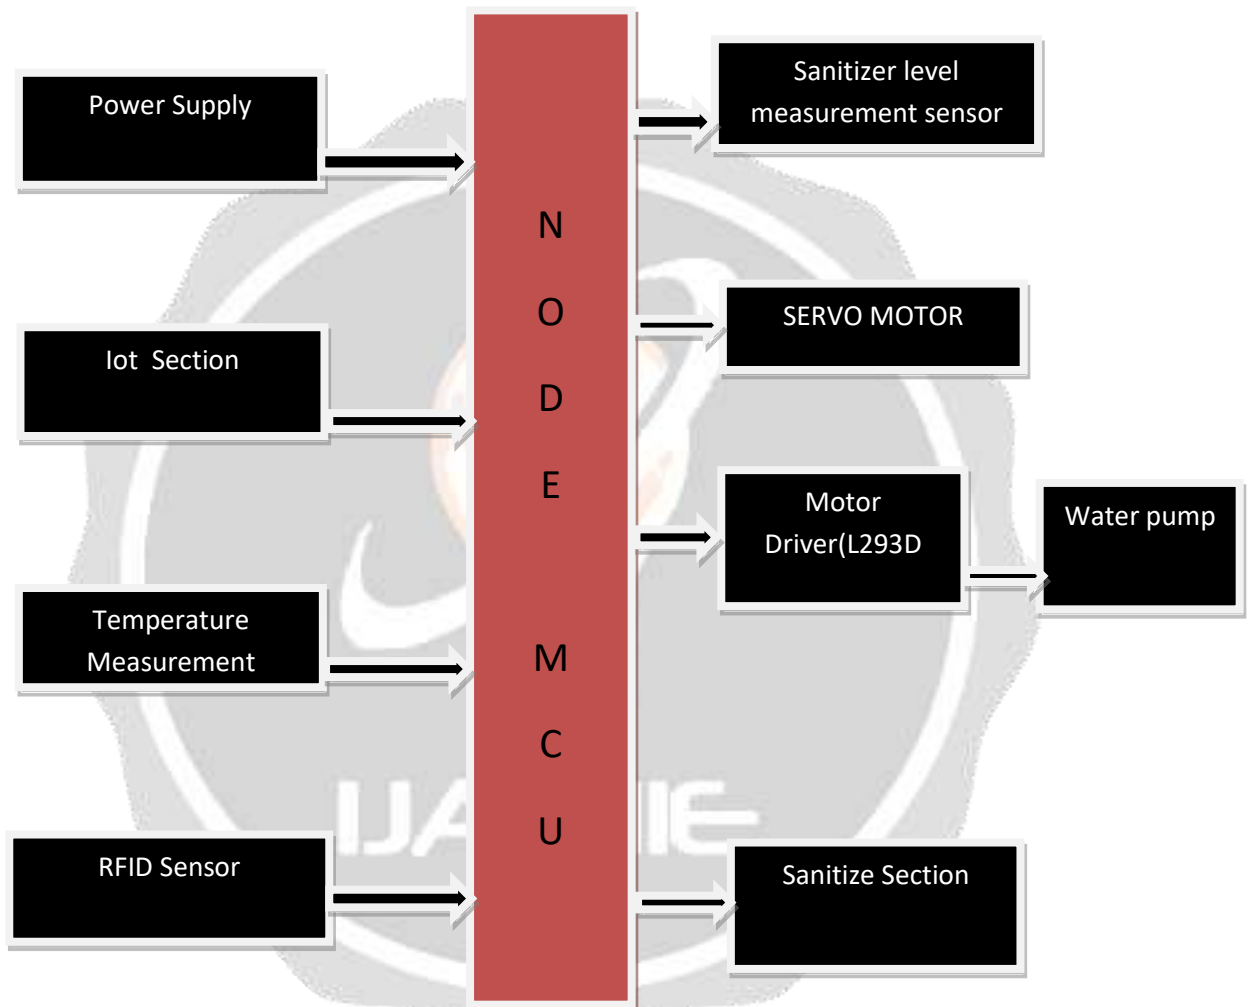 Power Supply
Iot Section
Temperature
Measurement
RFID Sensor
N
O
D
E
M
C
U
Sanitizer level
measurement sensor
SERVO MOTOR
Motor
Driver(L293D
Water pump
Sanitize Section